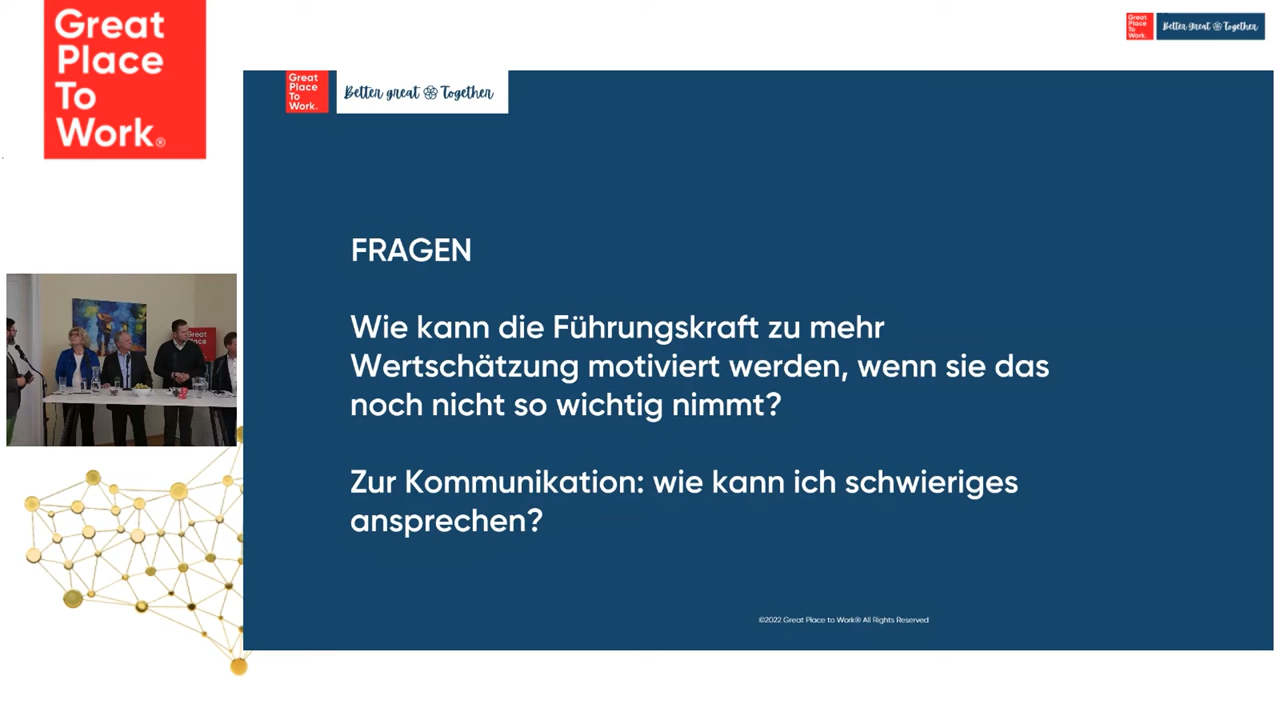 Great
Place
To
Work®
Great
Place
To
Work.
Better great Together
Great
Place
To
Work.
Better great Together
FRAGEN
Wie kann die Führungskraft zu mehr
Wertschätzung motiviert werden, wenn sie das
noch nicht so wichtig nimmt?
Zur Kommunikation: wie kann ich schwieriges
ansprechen?
©2022 Great Place to Work® All Rights Reserved
Great
Place